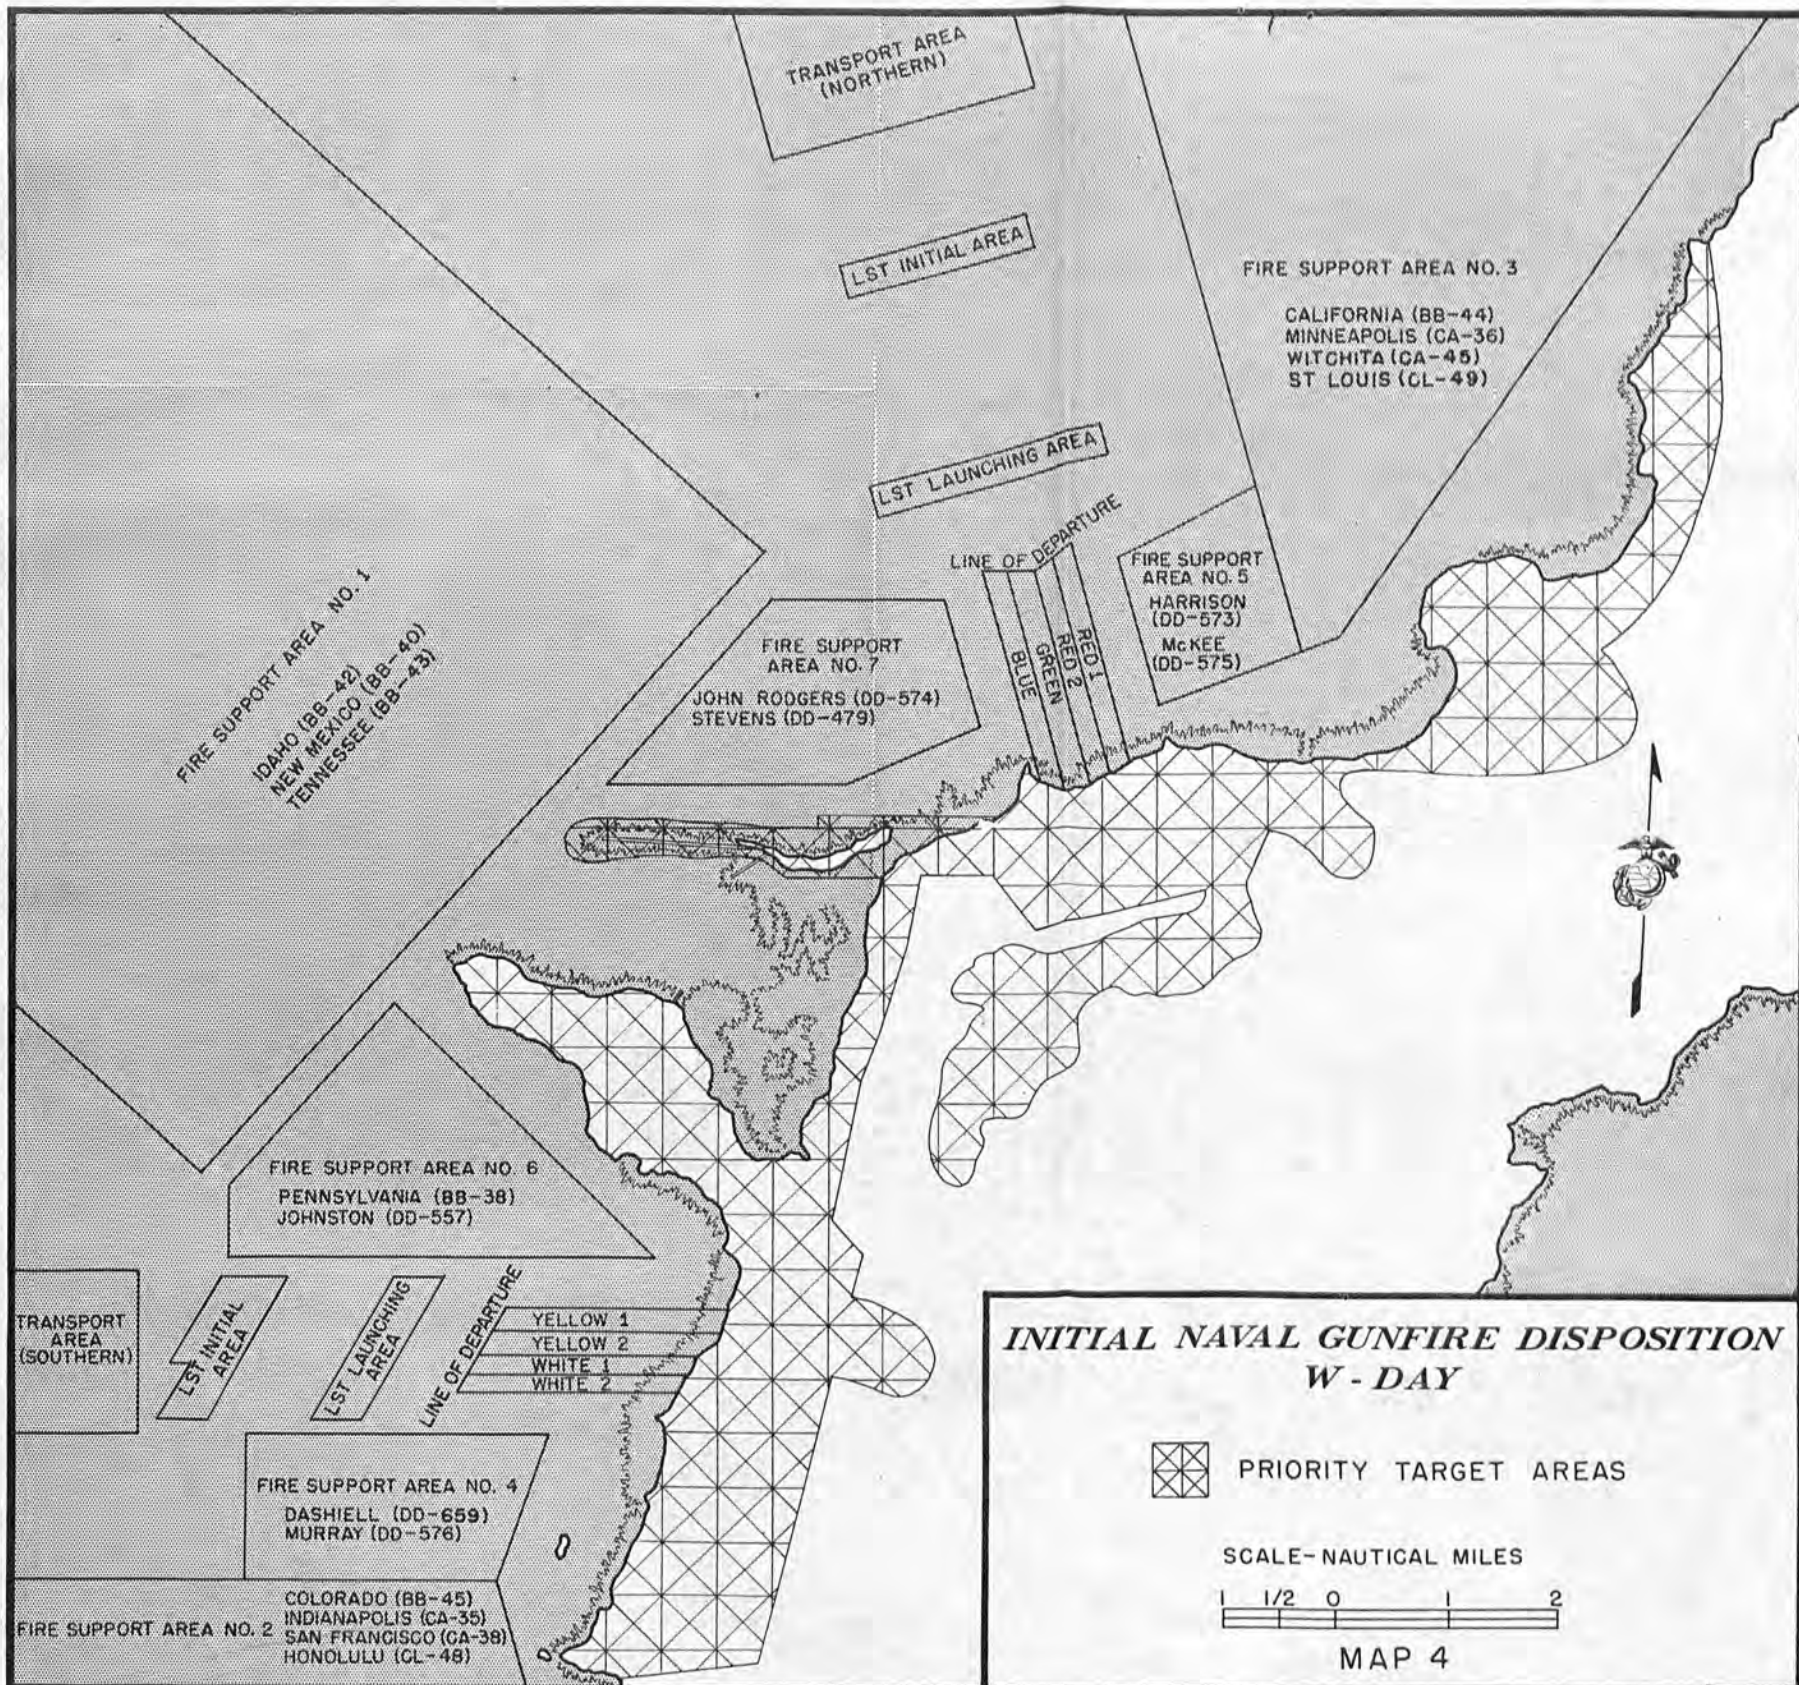 TRANSPORT AREA
(NORTHERN)
LST INITIAL AREA
FIRE SUPPORT AREA NO. 3
CALIFORNIA (BB-44)
MINNEAPOLIS (CA-36)
WITCHITA (CA-45)
ST LOUIS (CL-49)
LST LAUNCHING AREA
LINE OF DEPARTURE
FIRE SUPPORT
AREA NO. 5
HARRISON
(DD-573)
McKEE
(DD-575)
BLUE
GREEN
RED 2
RED 1
FIRE SUPPORT
AREA NO. 7
JOHN RODGERS (DD-574)
STEVENS (DD-479)
FIRE SUPPORT AREA NO. 1
IDAHO (BB-42)
NEW MEXICO (BB-40)
TENNESSEE (BB-43)
FIRE SUPPORT AREA NO. 6
PENNSYLVANIA (BB-38)
JOHNSTON (DD-557)
TRANSPORT
AREA
(SOUTHERN)
LST INITIAL
AREA
LST LAUNCHING
AREA
LINE OF DEPARTURE
YELLOW 1
YELLOW 2
WHITE 1
WHITE 2
FIRE SUPPORT AREA NO. 4
DASHIELL (DD-659)
MURRAY (DD-576)
FIRE SUPPORT AREA NO. 2
COLORADO (BB-45)
INDIANAPOLIS (CA-35)
SAN FRANCISCO (CA-38)
HONOLULU (CL-48)
INITIAL NAVAL GUNFIRE DISPOSITION
W - DAY
PRIORITY TARGET AREAS
SCALE-NAUTICAL MILES
1 1/2 0 1 2
MAP 4